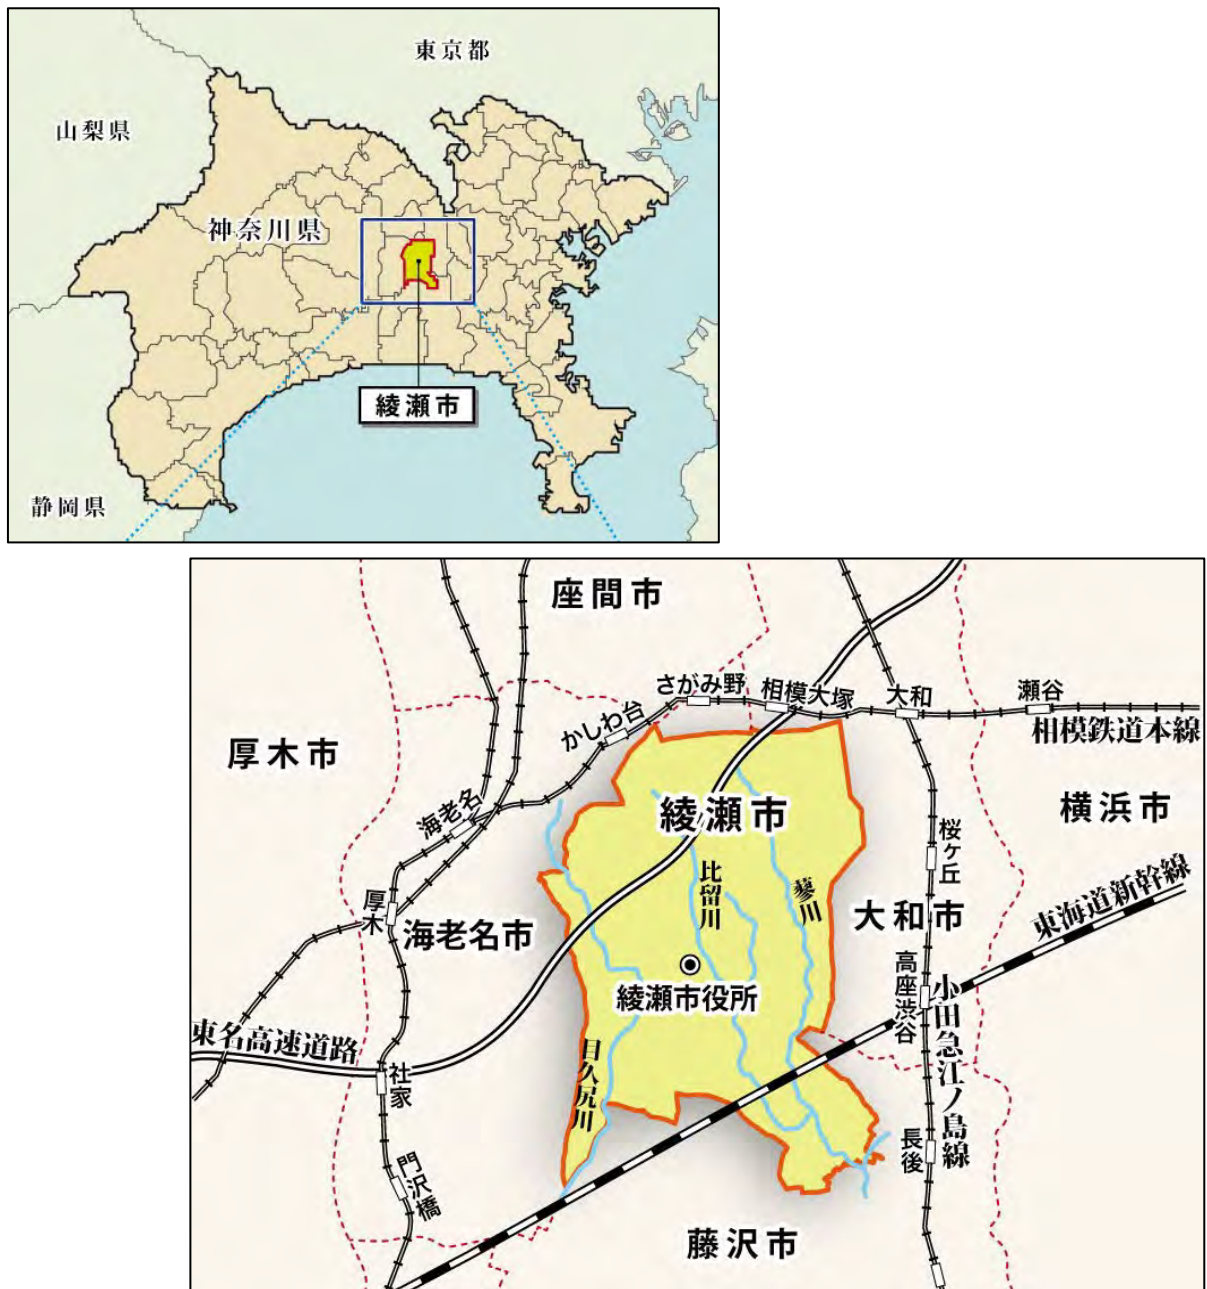 東京都
山梨県
神奈川県
綾瀬市
静岡県
座間市
さがみ野
相模大塚
大和
瀬谷
かしわ台
相模鉄道本線
厚木市
綾瀬市
横浜市
海老名
桜ヶ丘
比留川
蓼川
東海道新幹線
厚木
海老名市
大和市
高座渋谷
綾瀬市役所
小田急江ノ島線
東名高速道路
目久尻川
社家
長後
門沢橋
藤沢市